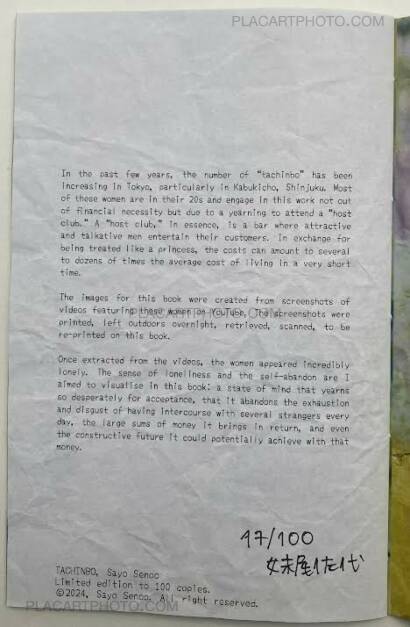 PLACARTPHOTO.COM
In the past few years, the number of "tachinbo" has been
increasing in Tokyo, particularly in Kabukicho, Shinjuku. Most
of these women are in their 20s and engage in this work not out
of financial necessity but due to a yearning to attend a "host
club." A "host club," in essence, is a bar where attractive
and talkative men entertain their customers. In exchange for
being treated like a princess, the costs can amount to several
to dozens of times the average cost of living in a very short
time.
The images for this book were created from screenshots of
videos featuring these women on YouTube. The screenshots were
printed, left outdoors overnight, retrieved, scanned, to be
re-printed on this book.
Once extracted from the videos, the women appeared incredibly
lonely. The sense of loneliness and the self-abandon are I
aimed to visualise in this book: a state of mind that yearns
so desperately for acceptance, that it abandons the exhaustion
and disgust of having intercourse with several strangers every
day, the large sums of money it brings in return, and even
the constructive future it could potentially achieve with that
money.
47/100
妹尾佐代
TACHINBO, Sayo Senoo
Limited edition to 100 copies.
©2024, Sayo Senoo. All right reserved.
PLACARTPHOTO.COM